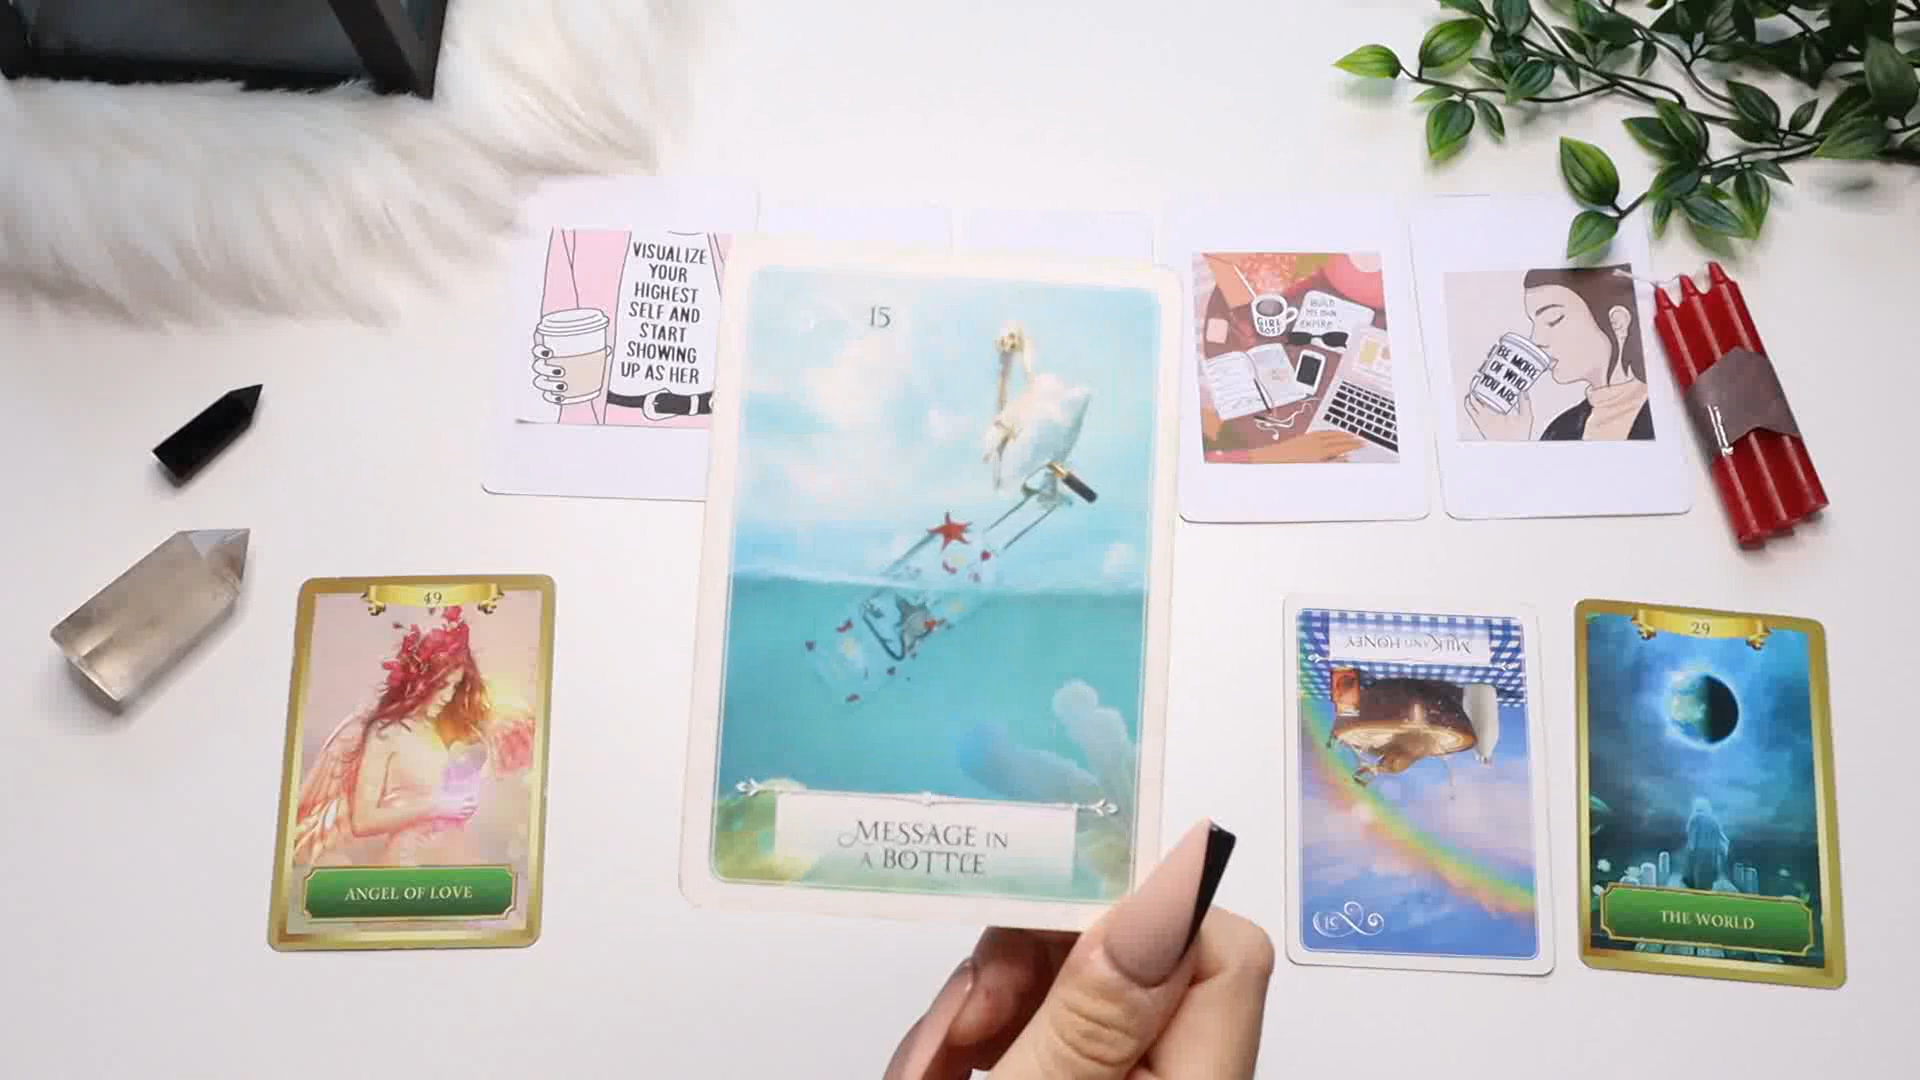 VISUALIZE
YOUR
HIGHEST
SELF AND
START
SHOWING
UP AS HER
15
MESSAGE IN
A BOTTLE
GIRL
BOSS
BUILD
MY OWN
EMPIRE
BE MORE
OF WHO
YOU ARE
49
ANGEL OF LOVE
MILK AND HONEY
29
THE WORLD